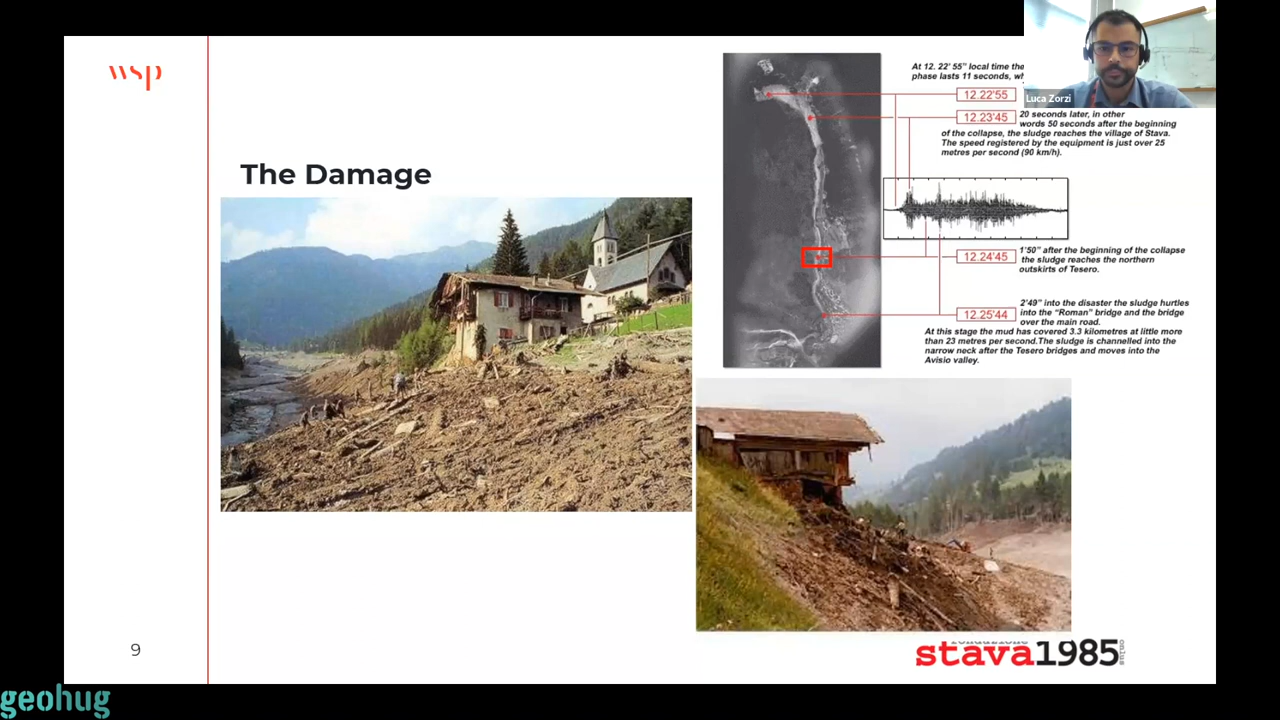 wsp
The Damage
At 12. 22' 55" local time the
phase lasts 11 seconds, wh
Luca Zorzi
12.22'55
12.23'45
20 seconds later, in other
words 50 seconds after the beginning
of the collapse, the sludge reaches the village of Stava.
The speed registered by the equipment is just over 25
metres per second (90 km/h).
12.24'45
1'50" after the beginning of the collapse
the sludge reaches the northern
outskirts of Tesero.
12.25'44
2'49" into the disaster the sludge hurtles
into the "Roman" bridge and the bridge
over the main road.
At this stage the mud has covered 3.3 kilometres at little more
than 23 metres per second.The sludge is channelled into the
narrow neck after the Tesero bridges and moves into the
Avisio valley.
9
fondazione
stava1985
onlus
geohug